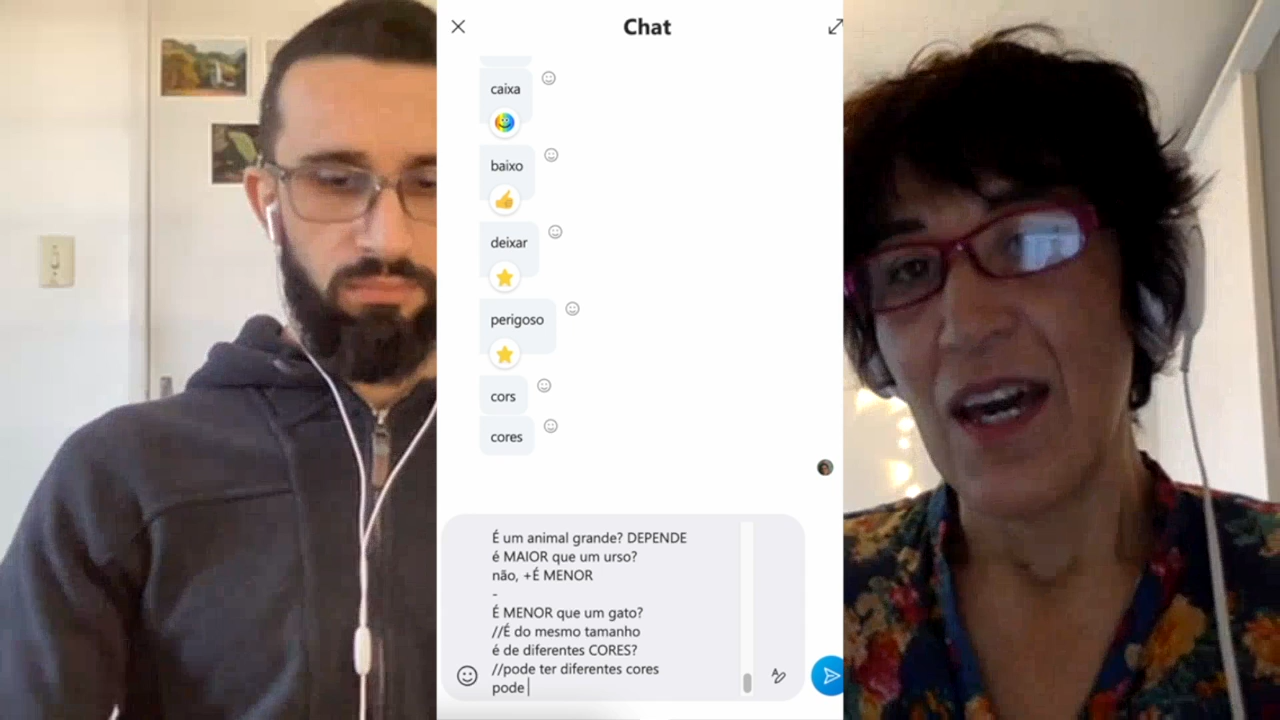 Chat
caixa
baixo
deixar
perigoso
cors
cores
É um animal grande? DEPENDE
é MAIOR que um urso?
não, +É MENOR
-
É MENOR que um gato?
//É do mesmo tamanho
é de diferentes CORES?
//pode ter diferentes cores
pode